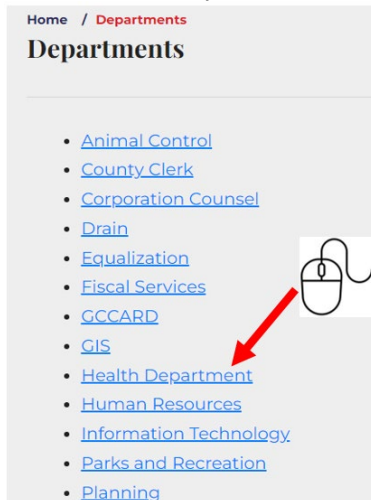 Home / Departments
Departments
Animal Control
County Clerk
Corporation Counsel
Drain
Equalization
Fiscal Services
GCCARD
GIS
Health Department
Human Resources
Information Technology
Parks and Recreation
Planning